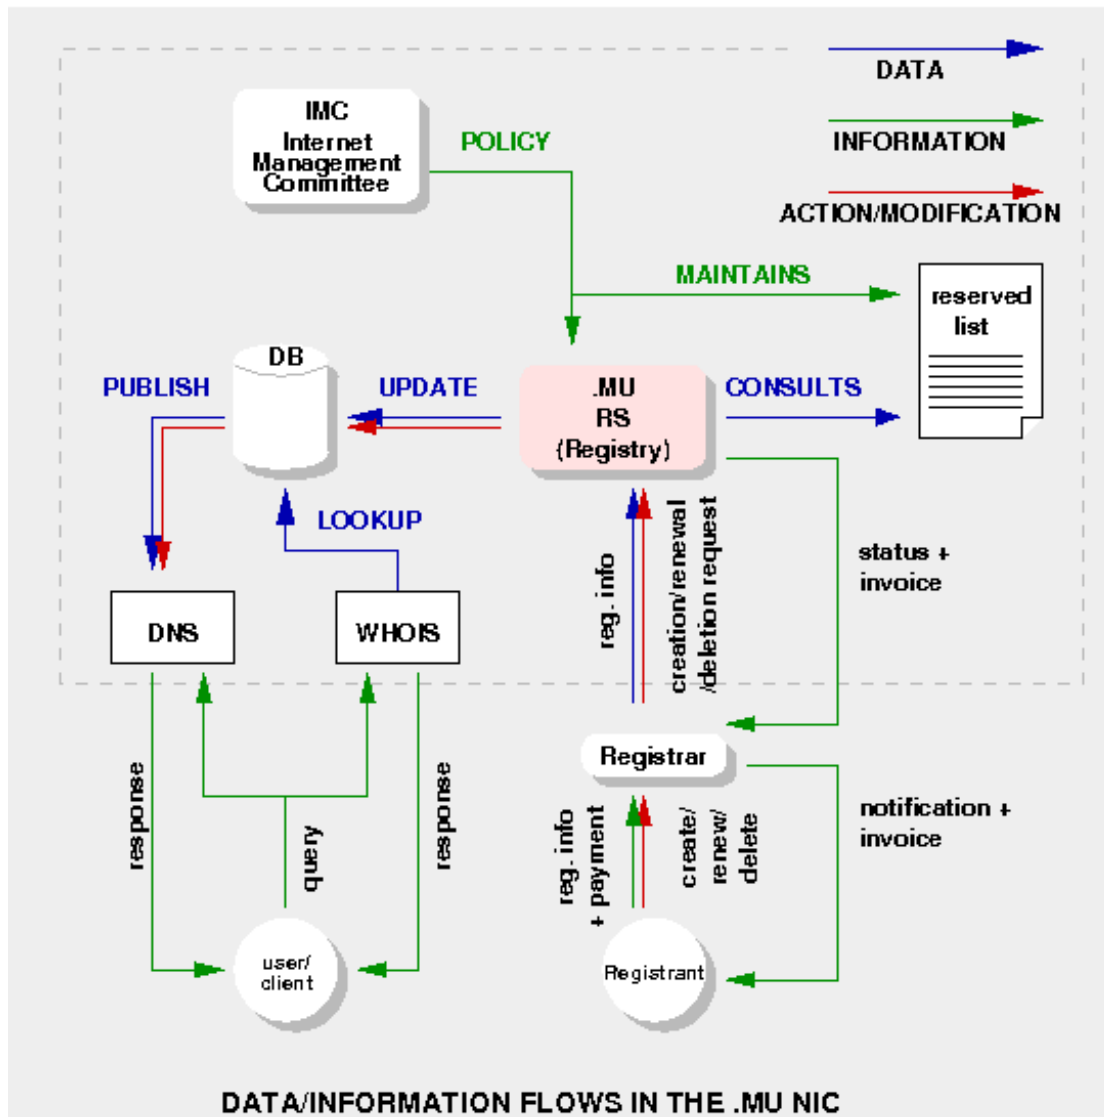 DATA
INFORMATION
ACTION/MODIFICATION
IMC
Internet
Management
Committee
POLICY
MAINTAINS
reserved
list
DB
PUBLISH
UPDATE
.MU
RS
(Registry)
CONSULTS
LOOKUP
DNS
WHOIS
reg. info
creation/renewal
/deletion request
status +
invoice
Registrar
response
query
response
reg. info
+ payment
create/
renew/
delete
notification +
invoice
user/
client
Registrant
DATA/INFORMATION FLOWS IN THE .MU NIC